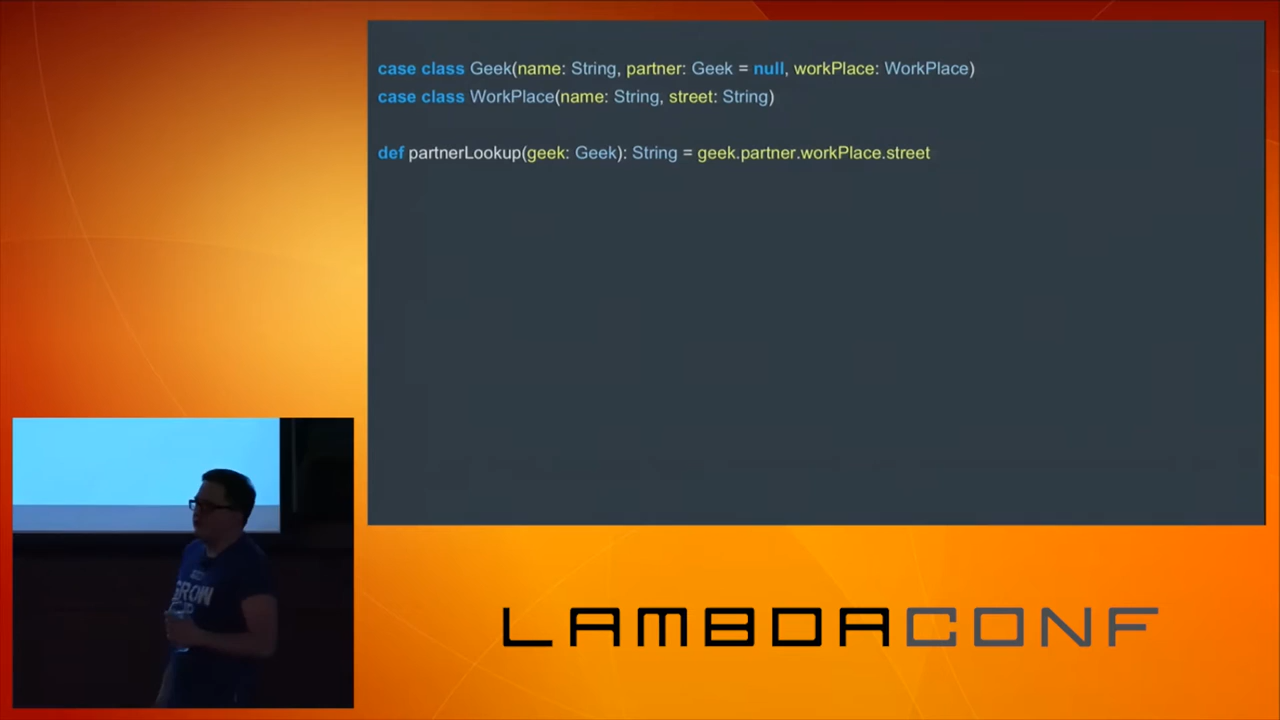 case class Geek(name: String, partner: Geek = null, workPlace: WorkPlace)
case class WorkPlace(name: String, street: String)
def partnerLookup(geek: Geek): String = geek.partner.workPlace.street
GROW
LAMBDACONF